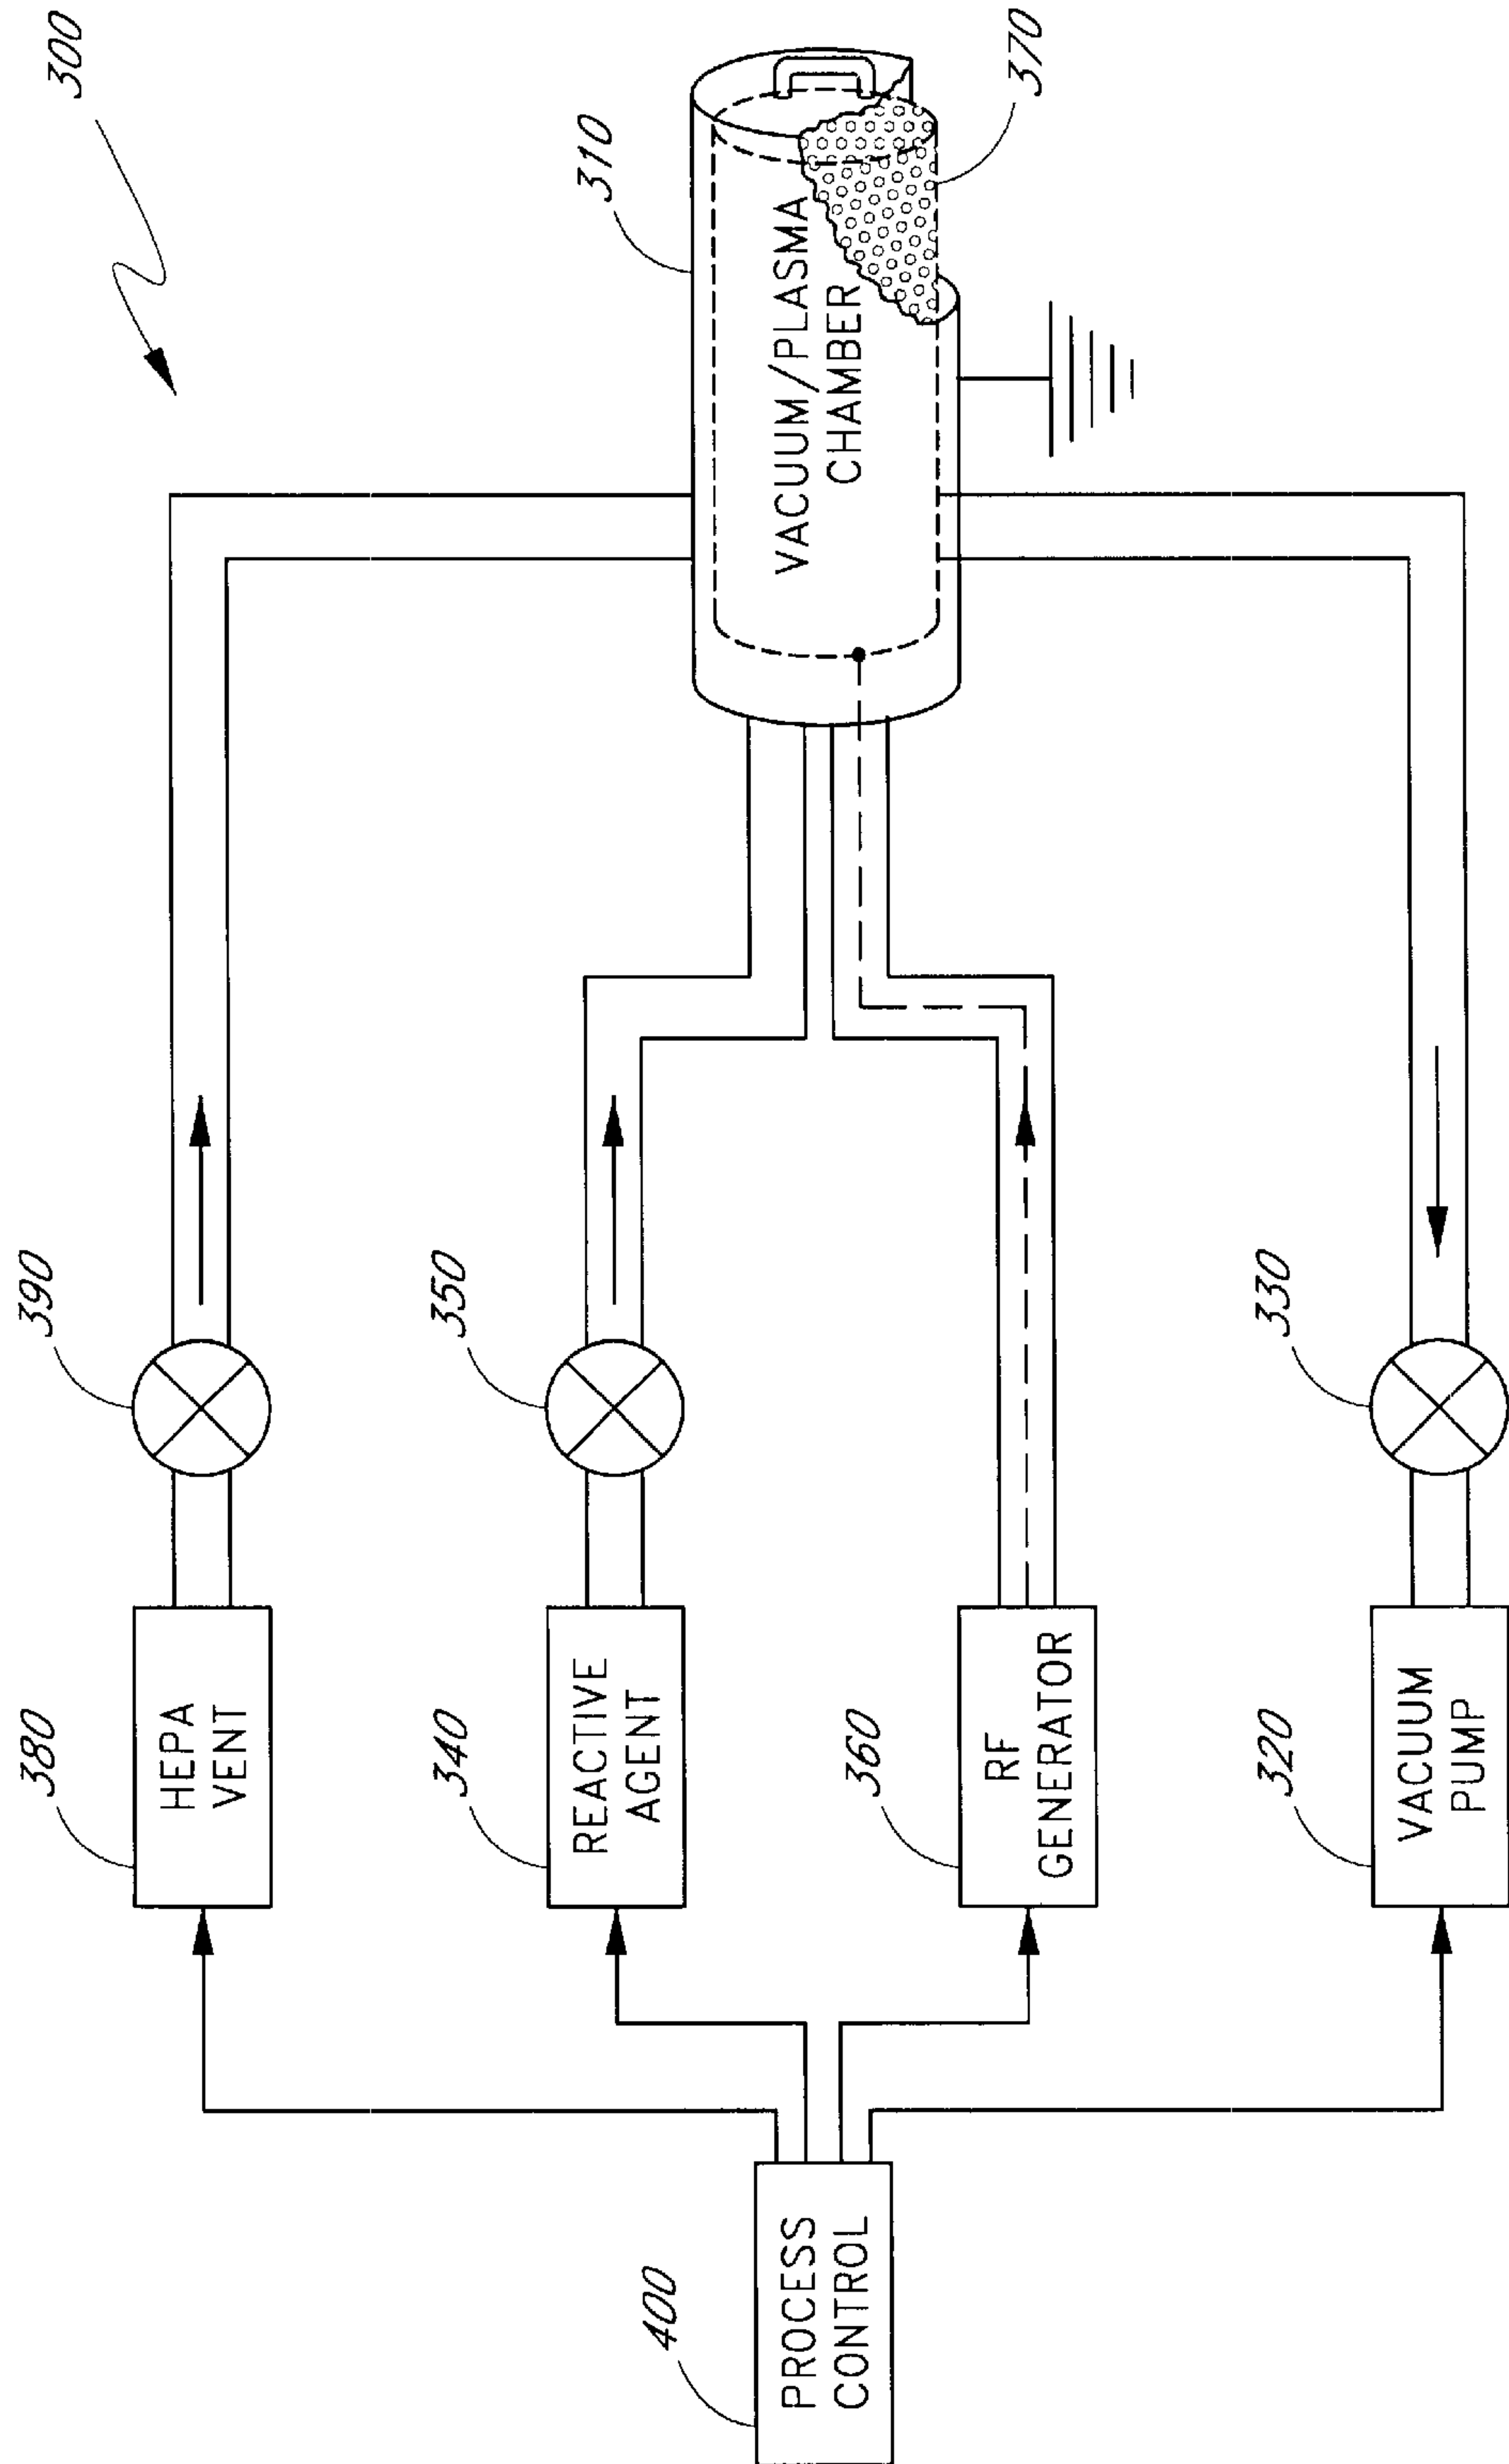 300
390
380
HEPA
VENT
350
340
REACTIVE
AGENT
310
VACUUM/PLASMA
CHAMBER
370
400
PROCESS
CONTROL
360
RF
GENERATOR
330
320
VACUUM
PUMP